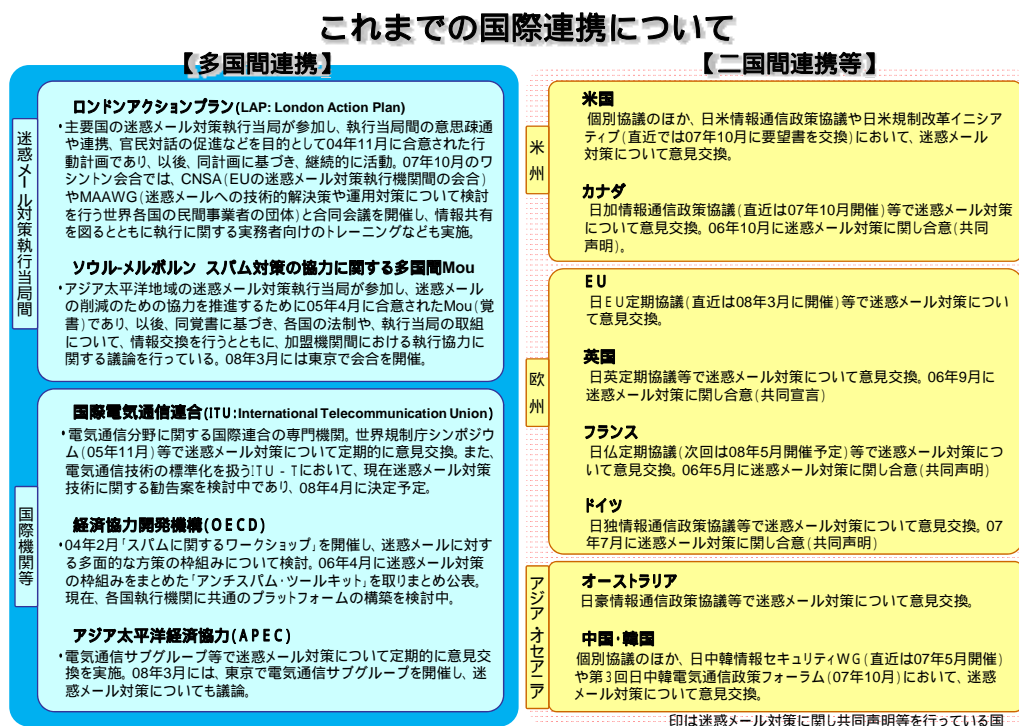 これまでの国際連携について
【多国間連携】
迷惑メール対策執行当局間
ロンドンアクションプラン(LAP: London Action Plan)
・主要国の迷惑メール対策執行当局が参加し、執行当局間の意思疎通
や連携、官民対話の促進などを目的として04年11月に合意された行
動計画であり、以後、同計画に基づき、継続的に活動。07年10月のワ
シントン会合では、CNSA(EUの迷惑メール対策執行機関間の会合)
やMAAWG(迷惑メールへの技術的解決策や運用対策について検討
を行う世界各国の民間事業者の団体)と合同会議を開催し、情報共有
を図るとともに執行に関する実務者向けのトレーニングなども実施。
ソウル-メルボルン スパム対策の協力に関する多国間Mou
・アジア太平洋地域の迷惑メール対策執行当局が参加し、迷惑メール
の削減のための協力を推進するために05年4月に合意されたMou(覚
書)であり、以後、同覚書に基づき、各国の法制や、執行当局の取組
について、情報交換を行うとともに、加盟機関間における執行協力に
関する議論を行っている。08年3月には東京で会合を開催。
国際機関等
国際電気通信連合(ITU:International Telecommunication Union)
・電気通信分野に関する国際連合の専門機関。世界規制庁シンポジウ
ム(05年11月)等で迷惑メール対策について定期的に意見交換。また、
電気通信技術の標準化を扱うITU-Tにおいて、現在迷惑メール対策
技術に関する勧告案を検討中であり、08年4月に決定予定。
経済協力開発機構(OECD)
・04年2月「スパムに関するワークショップ」を開催し、迷惑メールに対す
る多面的な方策の枠組みについて検討。06年4月に迷惑メール対策
の枠組みをまとめた「アンチスパム・ツールキット」を取りまとめ公表。
現在、各国執行機関に共通のプラットフォームの構築を検討中。
アジア太平洋経済協力(APEC)
・電気通信サブグループ等で迷惑メール対策について定期的に意見交
換を実施。08年3月には、東京で電気通信サブグループを開催し、迷
惑メール対策についても議論。
【二国間連携等】
米州
米国
個別協議のほか、日米情報通信政策協議や日米規制改革イニシア
ティブ(直近では07年10月に要望書を交換)において、迷惑メール
対策について意見交換。
カナダ
日加情報通信政策協議(直近は07年10月開催)等で迷惑メール対策
について意見交換。06年10月に迷惑メール対策に関し合意(共同
声明)。
欧州
EU
日EU定期協議(直近は08年3月に開催)等で迷惑メール対策につい
て意見交換。
英国
日英定期協議等で迷惑メール対策について意見交換。06年9月に
迷惑メール対策に関し合意(共同宣言)
フランス
日仏定期協議(次回は08年5月開催予定)等で迷惑メール対策につ
いて意見交換。06年5月に迷惑メール対策に関し合意(共同声明)
ドイツ
日独情報通信政策協議等で迷惑メール対策について意見交換。07
年7月に迷惑メール対策に関し合意(共同声明)
アジア・オセアニア
オーストラリア
日豪情報通信政策協議等で迷惑メール対策について意見交換。
中国・韓国
個別協議のほか、日中韓情報セキュリティWG(直近は07年5月開催)
や第3回日中韓電気通信政策フォーラム(07年10月)において、迷惑
メール対策について意見交換。
印は迷惑メール対策に関し共同声明等を行っている国